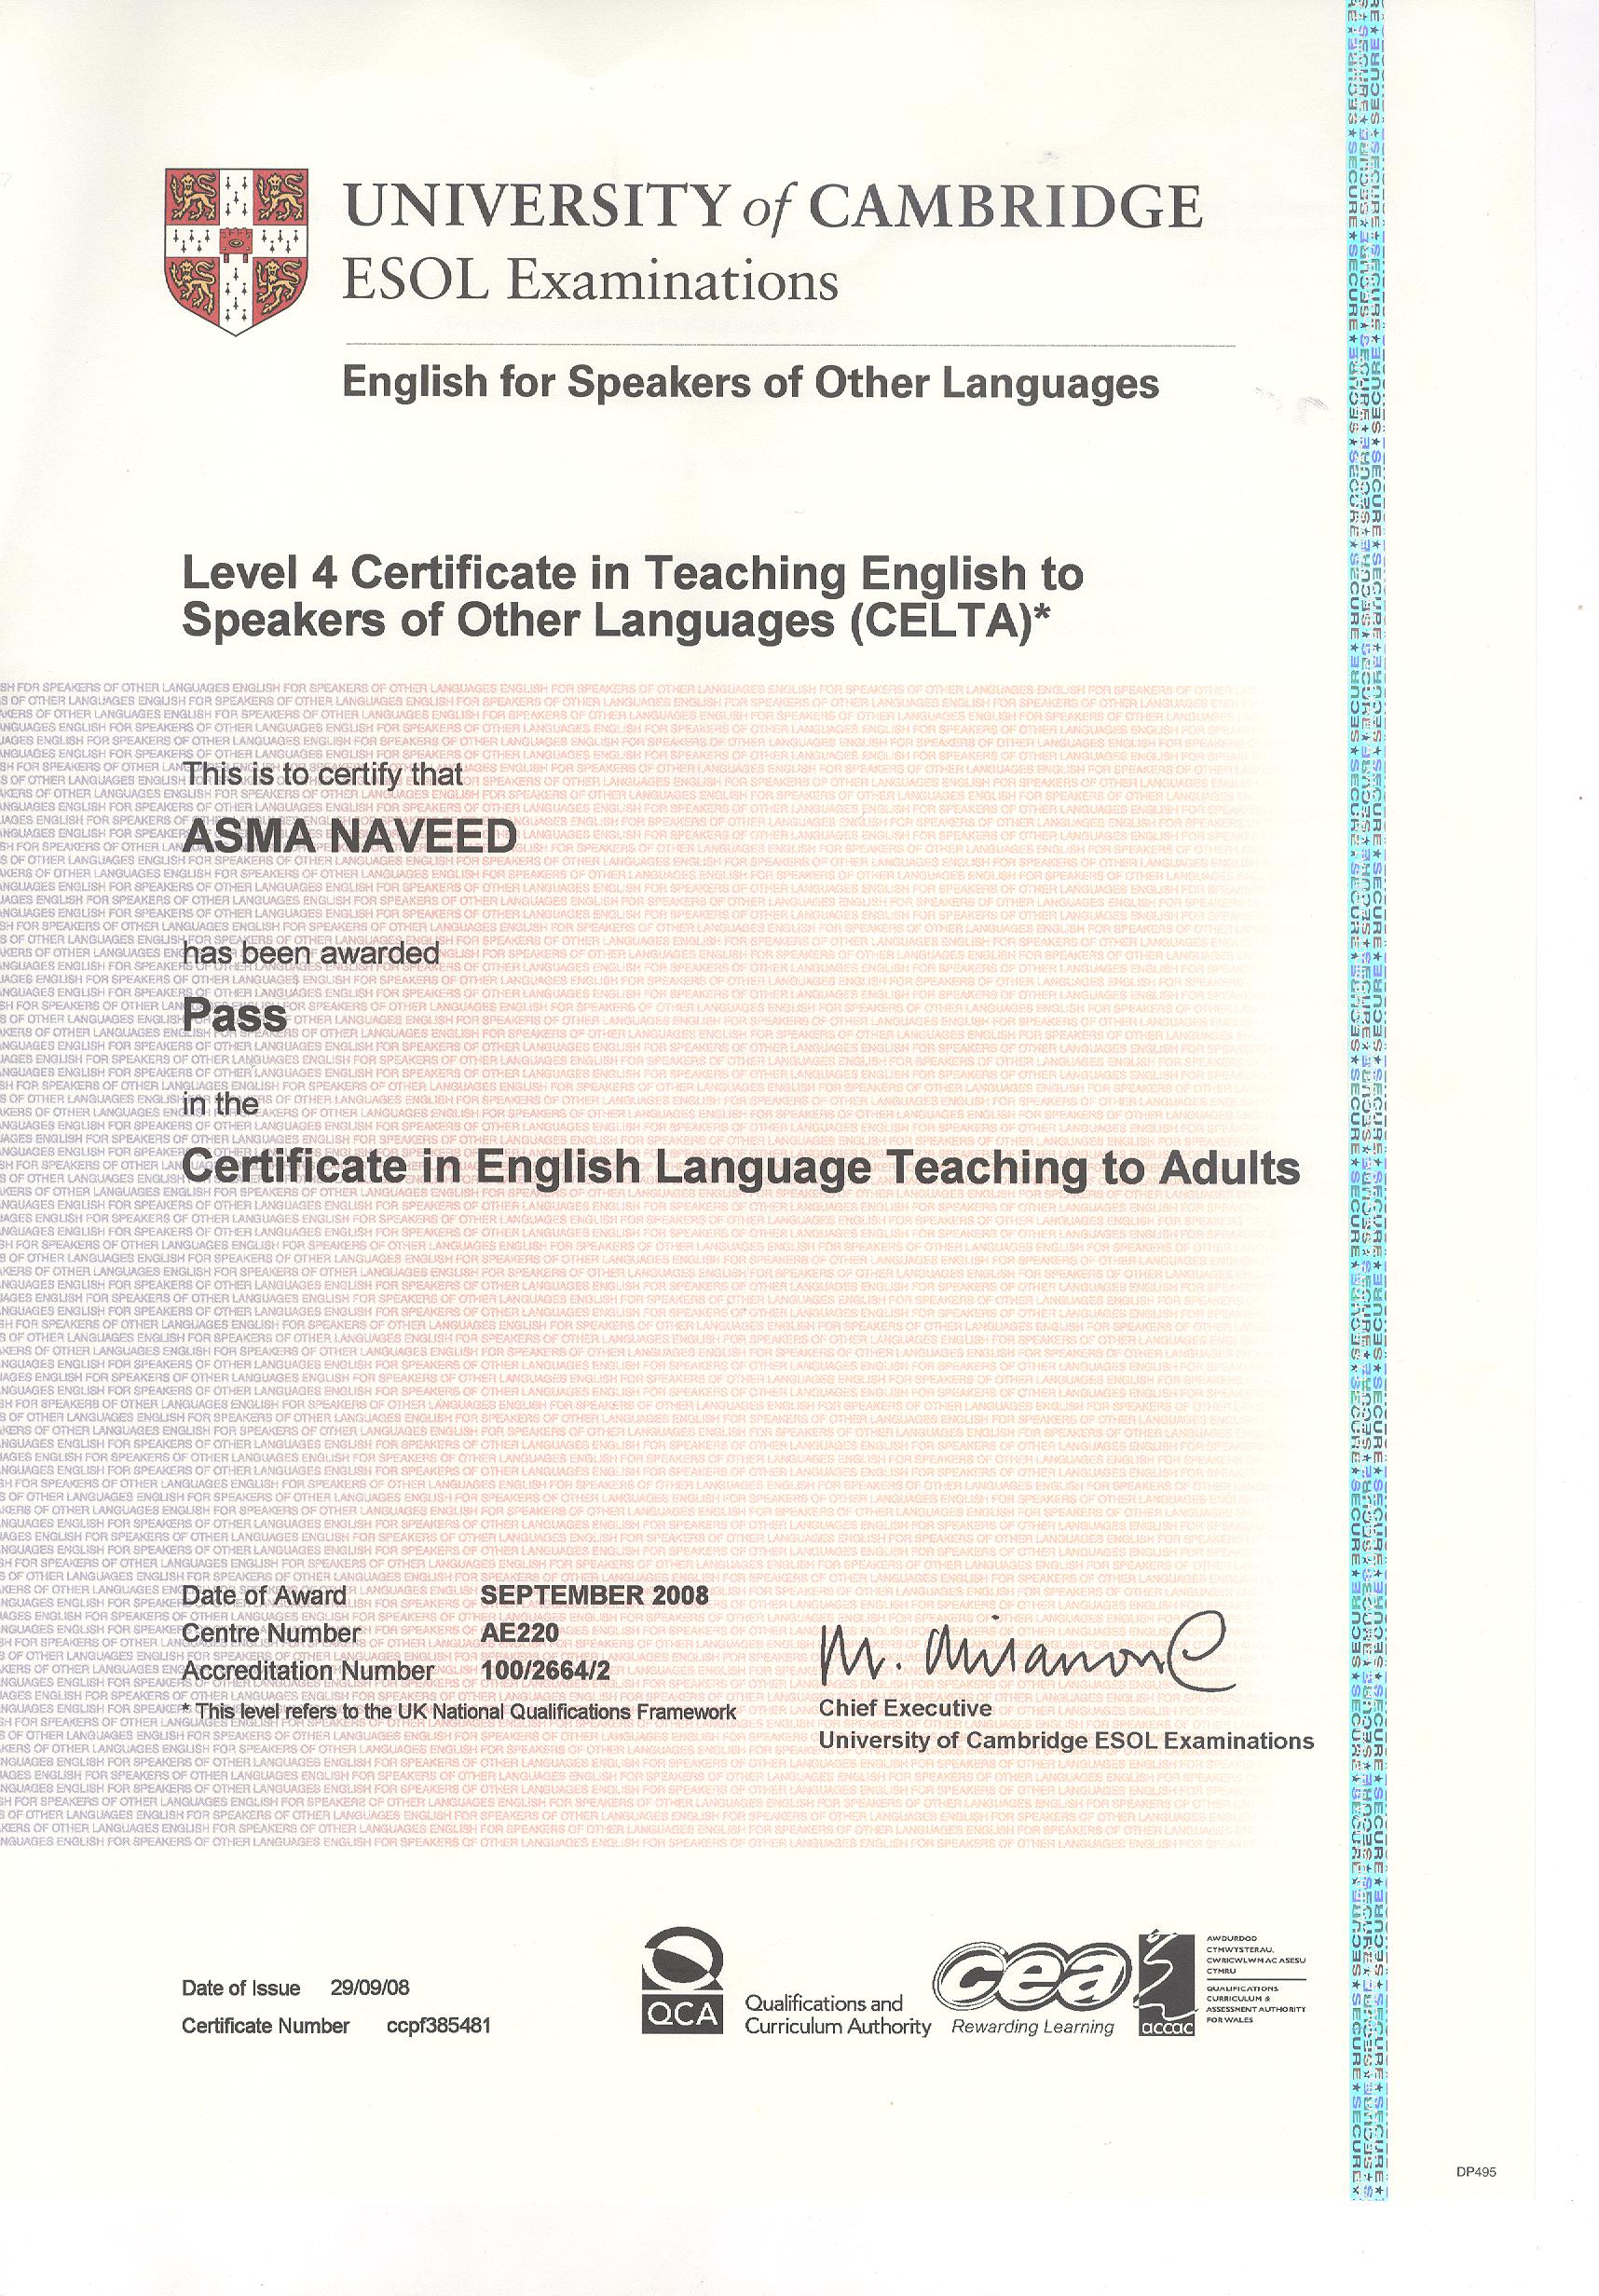 UNIVERSITY of CAMBRIDGE
ESOL Examinations
English for Speakers of Other Languages
Level 4 Certificate in Teaching English to
Speakers of Other Languages (CELTA)*
This is to certify that
ASMA NAVEED
has been awarded
Pass
in the
Certificate in English Language Teaching to Adults
Date of Award SEPTEMBER 2008
Centre Number AE220
Accreditation Number 100/2664/2
* This level refers to the UK National Qualifications Framework
Chief Executive
University of Cambridge ESOL Examinations
Date of Issue 29/09/08
Certificate Number ccpf385481
QCA
Qualifications and
Curriculum Authority
cea
Rewarding Learning
accac
AWDURDOD
CYMWYSTERAU,
CWRICWLWM AC ASESU
CYMRU
QUALIFICATIONS
CURRICULUM &
ASSESSMENT AUTHORITY
FOR WALES
DP495